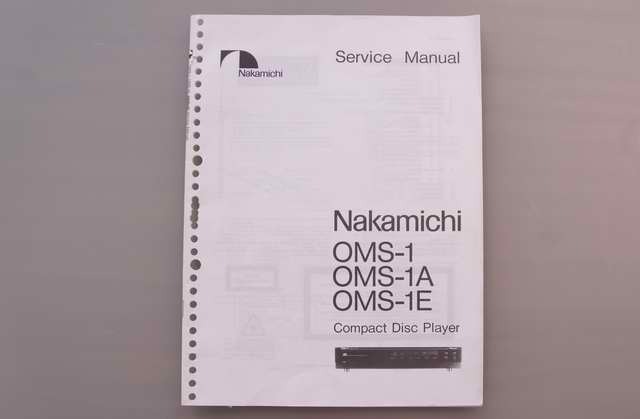 Nakamichi
Service Manual
Nakamichi
OMS-1
OMS-1A
OMS-1E
Compact Disc Player